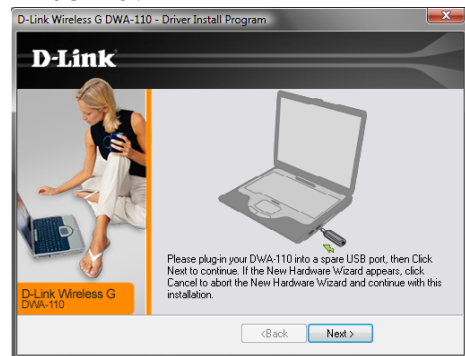 D-Link Wireless G DWA-110 - Driver Install Program
D-Link
Please plug-in your DWA-110 into a spare USB port, then Click
Next to continue. If the New Hardware Wizard appears, click
Cancel to abort the New Hardware Wizard and continue with this
installation.
D-Link Wireless G
DWA-110
<Back
Next >